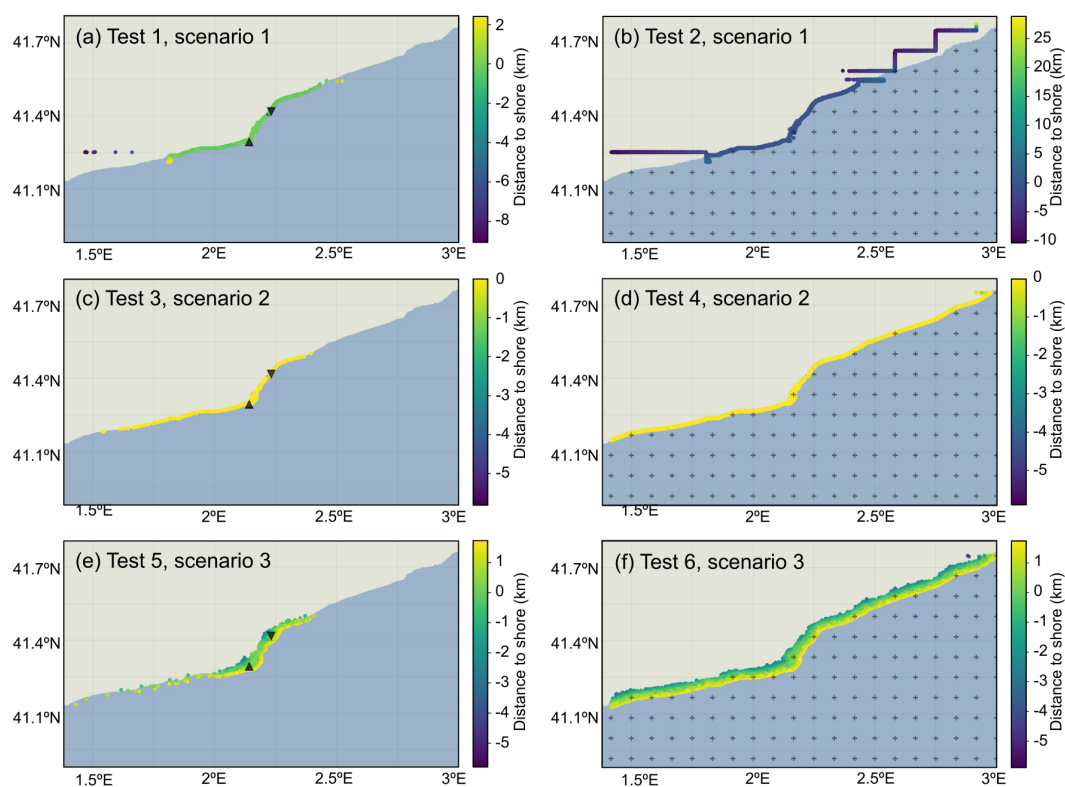 (a) Test 1, scenario 1
41.7ºN
41.4ºN
41.1ºN
1.5ºE
2ºE
2.5ºE
3ºE
2
0
-2
-4
-6
-8
Distance to shore (km)
(b) Test 2, scenario 1
41.7ºN
41.4ºN
41.1ºN
1.5ºE
2ºE
2.5ºE
3ºE
25
20
15
10
5
0
-5
-10
Distance to shore (km)
(c) Test 3, scenario 2
41.7ºN
41.4ºN
41.1ºN
1.5ºE
2ºE
2.5ºE
3ºE
0
-1
-2
-3
-4
-5
Distance to shore (km)
(d) Test 4, scenario 2
41.7ºN
41.4ºN
41.1ºN
1.5ºE
2ºE
2.5ºE
3ºE
0
-1
-2
-3
-4
-5
Distance to shore (km)
(e) Test 5, scenario 3
41.7ºN
41.4ºN
41.1ºN
1.5ºE
2ºE
2.5ºE
3ºE
1
0
-1
-2
-3
-4
-5
Distance to shore (km)
(f) Test 6, scenario 3
41.7ºN
41.4ºN
41.1ºN
1.5ºE
2ºE
2.5ºE
3ºE
1
0
-1
-2
-3
-4
-5
Distance to shore (km)